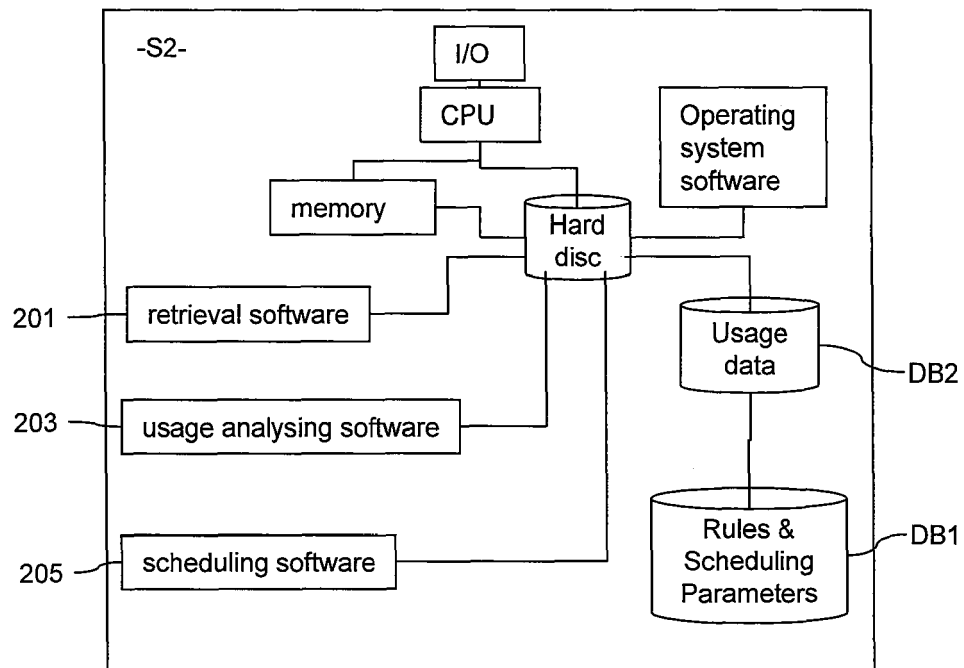 -S2-
I/O
CPU
Operating
system
software
memory
Hard
disc
201
retrieval software
Usage
data
DB2
203
usage analysing software
Rules &
Scheduling
Parameters
DB1
205
scheduling software